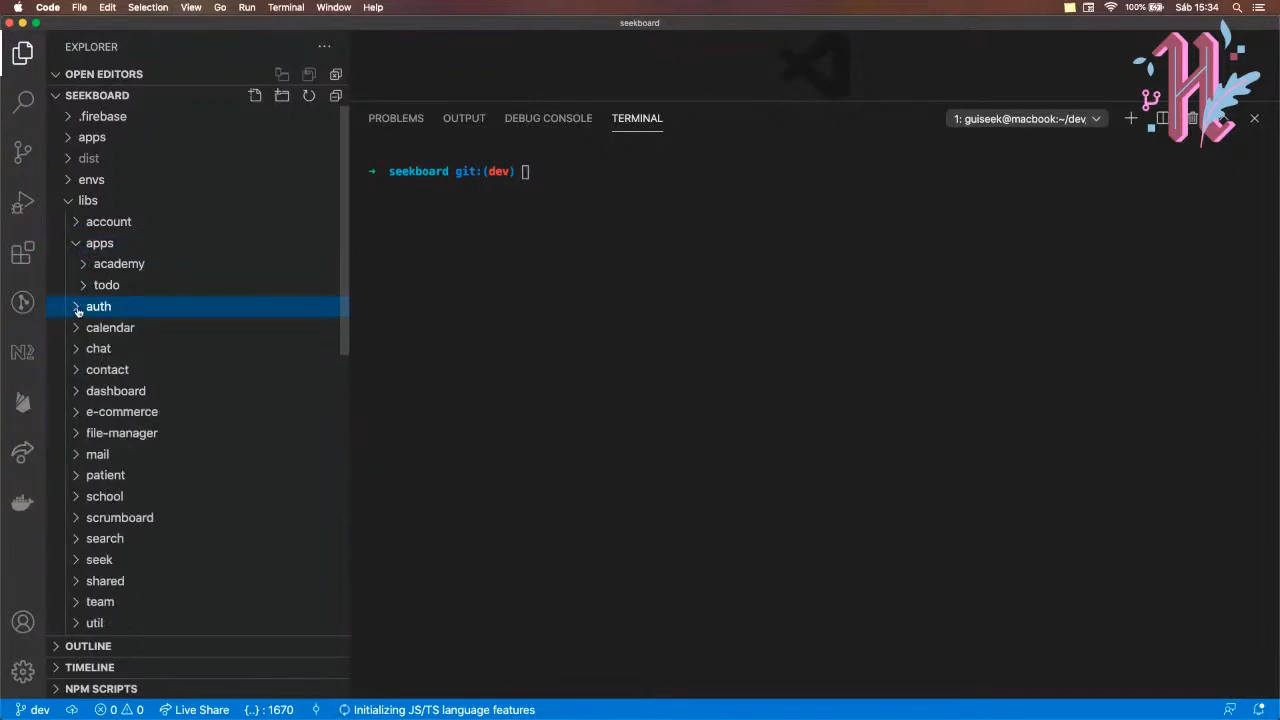 Code File Edit Selection View Go Run Terminal Window Help 100% Sáb 15:34
seekboard
EXPLORER
OPEN EDITORS
SEEKBOARD
.firebase
apps
dist
envs
libs
account
apps
academy
todo
auth
calendar
chat
contact
dashboard
e-commerce
file-manager
mail
patient
school
scrumboard
search
seek
shared
team
util
OUTLINE
TIMELINE
NPM SCRIPTS
PROBLEMS OUTPUT DEBUG CONSOLE TERMINAL 1: guiseek@macbook:~/dev
→ seekboard git:(dev)
H
dev 0 0 Live Share {..} : 1670 Initializing JS/TS language features